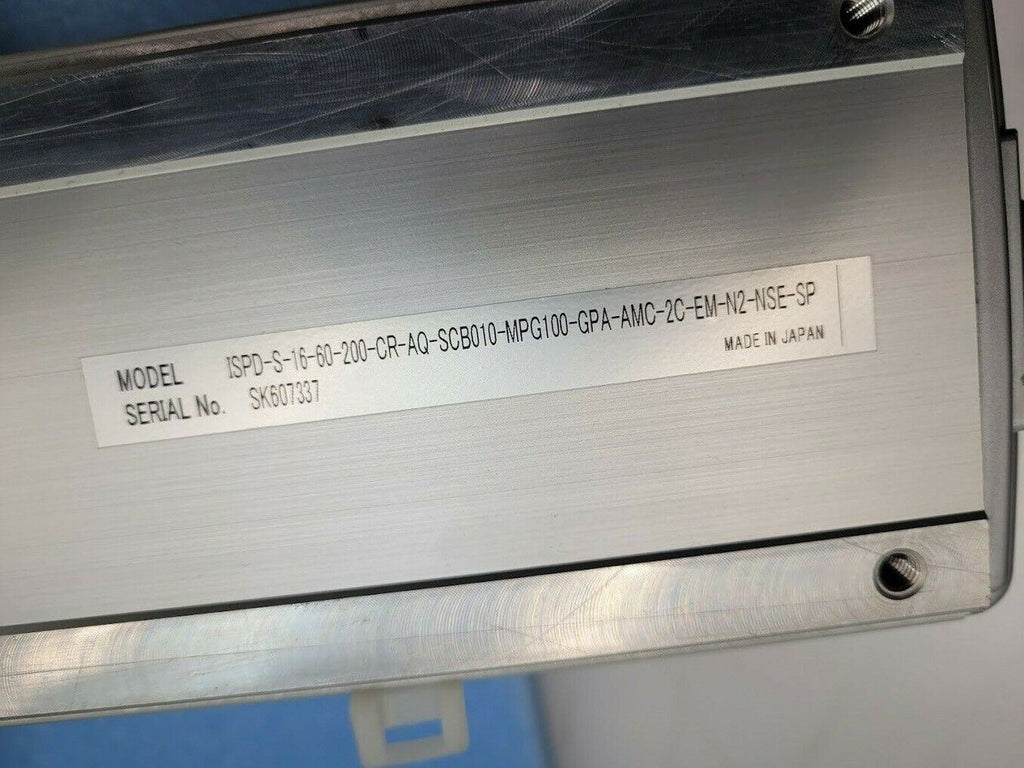 MODEL ISPD-S-16-60-200-CR-AQ-SCB010-MPG100-GPA-AMC-2C-EM-N2-NSE-SP
SERIAL No. SK607337
MADE IN JAPAN